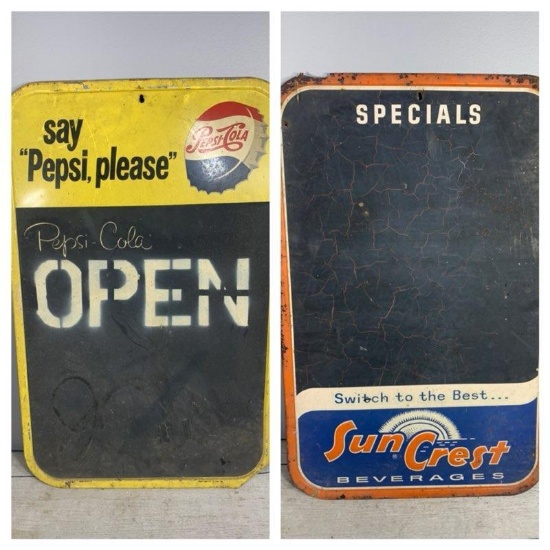 say
"Pepsi, please"
PEPSI-COLA
Pepsi-Cola
OPEN
SPECIALS
Switch to the Best...
Sun Crest
BEVERAGES